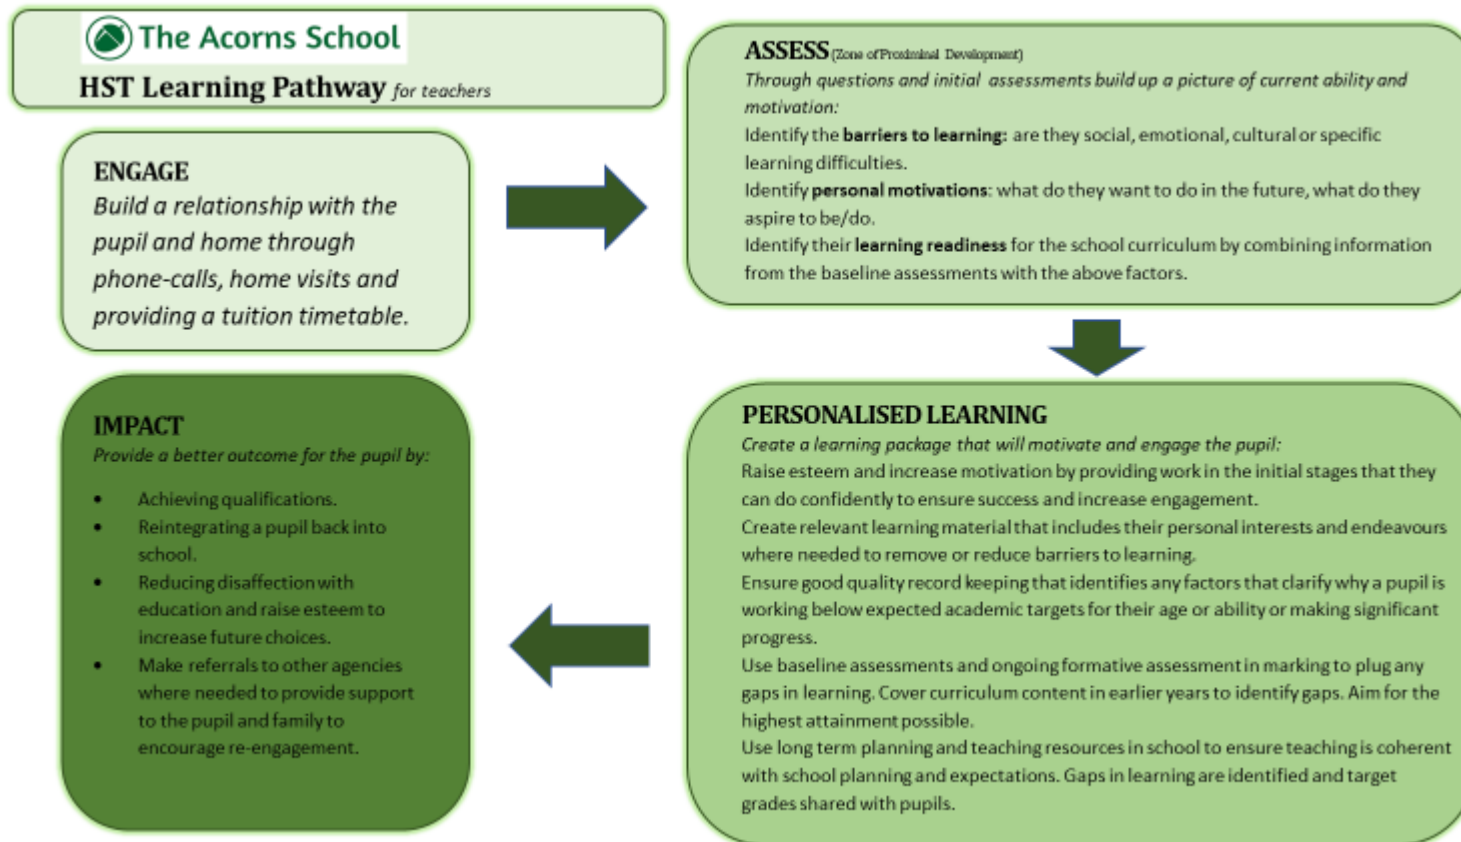 The Acorns School
HST Learning Pathway for teachers
ENGAGE
Build a relationship with the
pupil and home through
phone-calls, home visits and
providing a tuition timetable.
ASSESS (Zone of Proximinal Development)
Through questions and initial assessments build up a picture of current ability and
motivation:
Identify the barriers to learning: are they social, emotional, cultural or specific
learning difficulties.
Identify personal motivations: what do they want to do in the future, what do they
aspire to be/do.
Identify their learning readiness for the school curriculum by combining information
from the baseline assessments with the above factors.
PERSONALISED LEARNING
Create a learning package that will motivate and engage the pupil:
Raise esteem and increase motivation by providing work in the initial stages that they
can do confidently to ensure success and increase engagement.
Create relevant learning material that includes their personal interests and endeavours
where needed to remove or reduce barriers to learning.
Ensure good quality record keeping that identifies any factors that clarify why a pupil is
working below expected academic targets for their age or ability or making significant
progress.
Use baseline assessments and ongoing formative assessment in marking to plug any
gaps in learning. Cover curriculum content in earlier years to identify gaps. Aim for the
highest attainment possible.
Use long term planning and teaching resources in school to ensure teaching is coherent
with school planning and expectations. Gaps in learning are identified and target
grades shared with pupils.
IMPACT
Provide a better outcome for the pupil by:
• Achieving qualifications.
• Reintegrating a pupil back into
school.
• Reducing disaffection with
education and raise esteem to
increase future choices.
• Make referrals to other agencies
where needed to provide support
to the pupil and family to
encourage re-engagement.